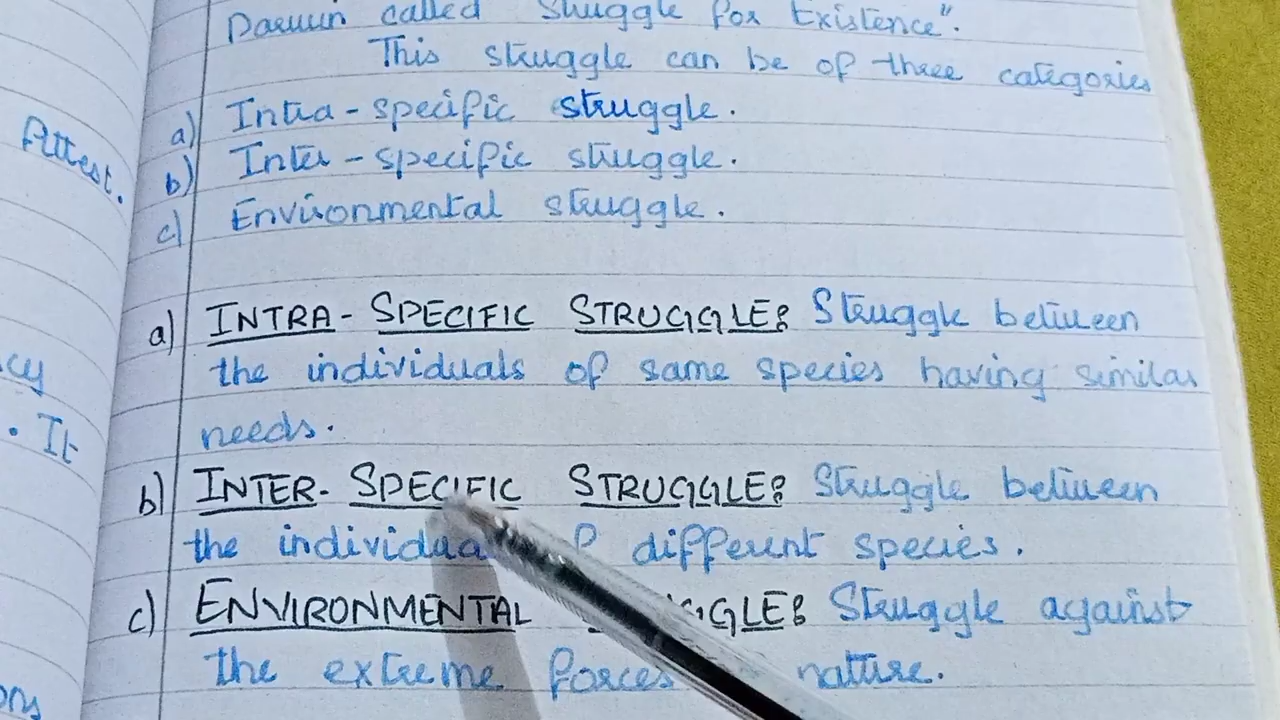 Darwin called "Struggle for Existence".
This struggle can be of three categories
a) Intra-specific struggle.
b) Inter-specific struggle.
c) Environmental struggle.
a) INTRA-SPECIFIC STRUGGLE: Struggle between
the individuals of same species having similar
needs.
b) INTER-SPECIFIC STRUGGLE: Struggle between
the different species.
c) ENVIRONMENTAL Struggle against
the extreme forces nature.
Attest.
. It